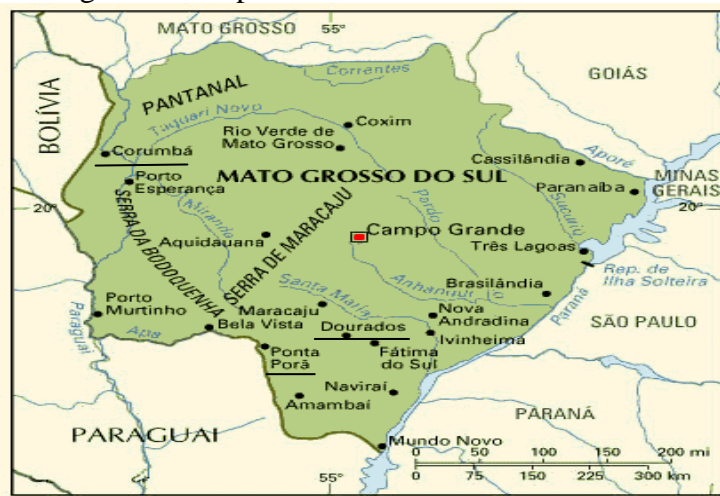 MATO GROSSO
55°
GOIÁS
BOLÍVIA
PANTANAL
Correntes
Taquari Novo
Coxim
Rio Verde de
Mato Grosso
Corumbá
Cassilândia
Aporé
Porto
Esperança
MATO GROSSO DO SUL
Paranaíba
MINAS
GERAIS
20°
20°
SERRA DA BODOQUENHA
Miranda
SERRA DE MARACAJU
Pardo
Sucuriú
Aquidauana
Campo Grande
Três Lagoas
Rep. de
Ilha Solteira
Anhanduí
Santa Maria
Brasilândia
Porto
Murtinho
Maracaju
Nova
Andradina
Paraná
SÃO PAULO
Paraguai
Apa
Bela Vista
Dourados
Ivinheima
Ponta
Porã
Fátima
do Sul
Naviraí
Amambaí
PARANÁ
PARAGUAI
Mundo Novo
0 50 100 150 200 mi
0 75 150 225 300 km
55°